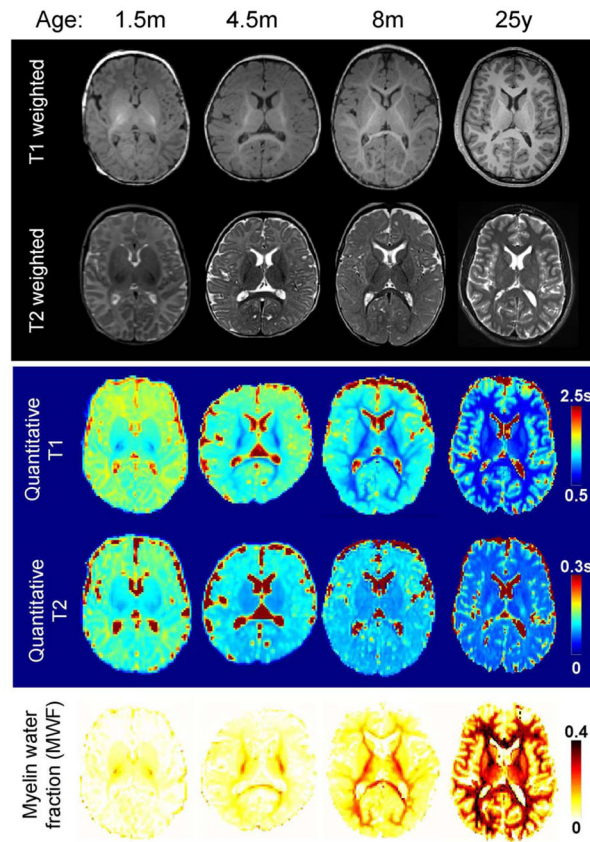 Age: 1.5m 4.5m 8m 25y
T1 weighted
T2 weighted
Quantitative
T1
2.5s
0.5
Quantitative
T2
0.3s
0
Myelin water
fraction (MWF)
0.4
0